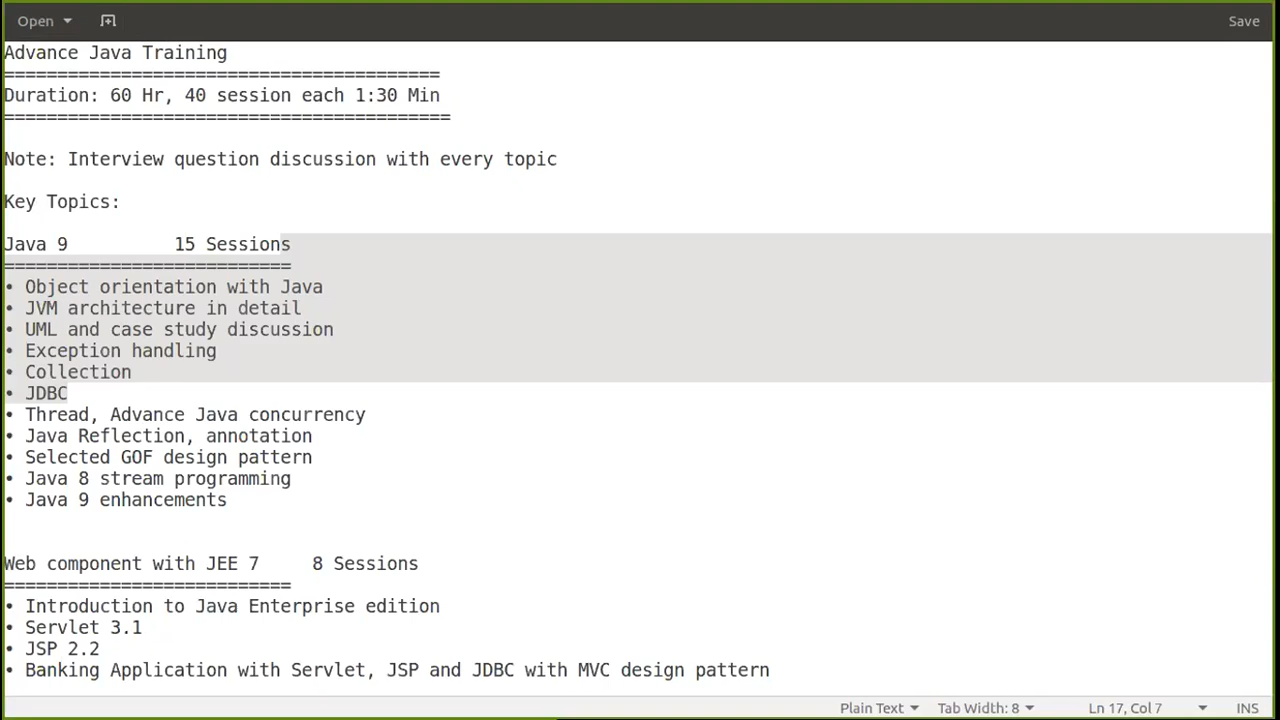 Open Save
Advance Java Training
=========================================
Duration: 60 Hr, 40 session each 1:30 Min
==========================================
Note: Interview question discussion with every topic
Key Topics:
Java 9 15 Sessions
===========================
• Object orientation with Java
• JVM architecture in detail
• UML and case study discussion
• Exception handling
• Collection
• JDBC
• Thread, Advance Java concurrency
• Java Reflection, annotation
• Selected GOF design pattern
• Java 8 stream programming
• Java 9 enhancements
Web component with JEE 7 8 Sessions
===========================
• Introduction to Java Enterprise edition
• Servlet 3.1
• JSP 2.2
• Banking Application with Servlet, JSP and JDBC with MVC design pattern
Plain Text Tab Width: 8 Ln 17, Col 7 INS